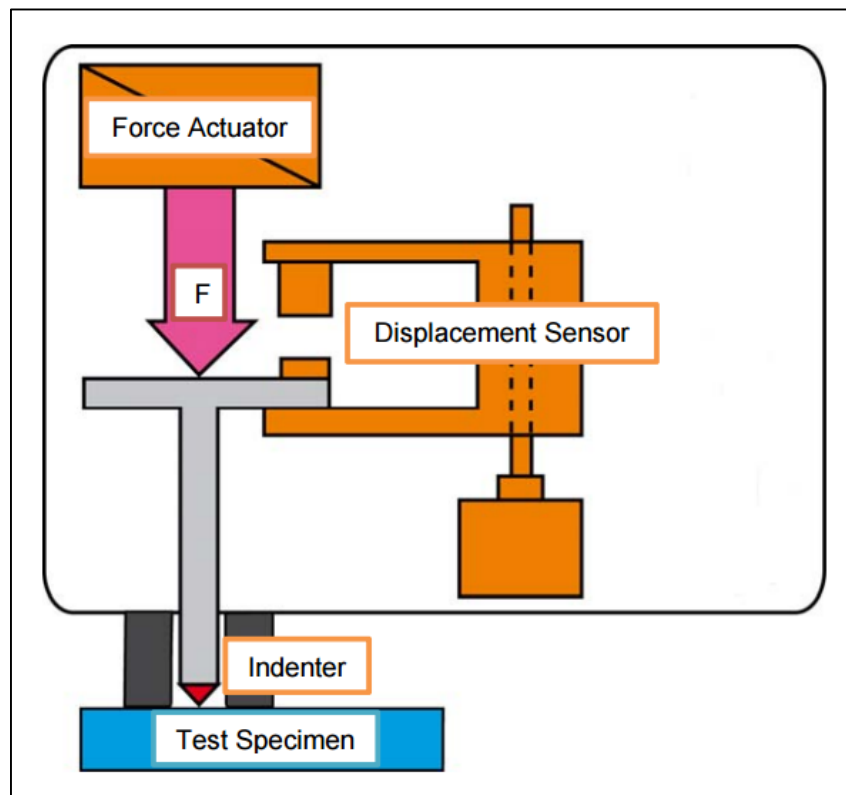 Force Actuator
F
Displacement Sensor
Indenter
Test Specimen